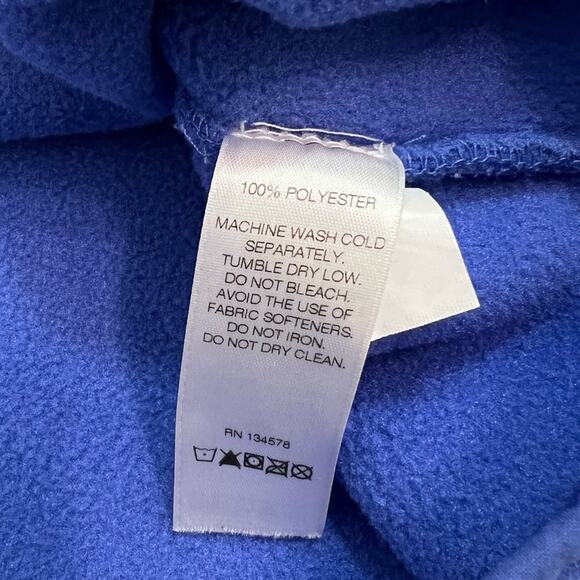 100% POLYESTER
MACHINE WASH COLD
SEPARATELY.
TUMBLE DRY LOW.
DO NOT BLEACH.
AVOID THE USE OF
FABRIC SOFTENERS.
DO NOT IRON.
DO NOT DRY CLEAN.
RN 134578